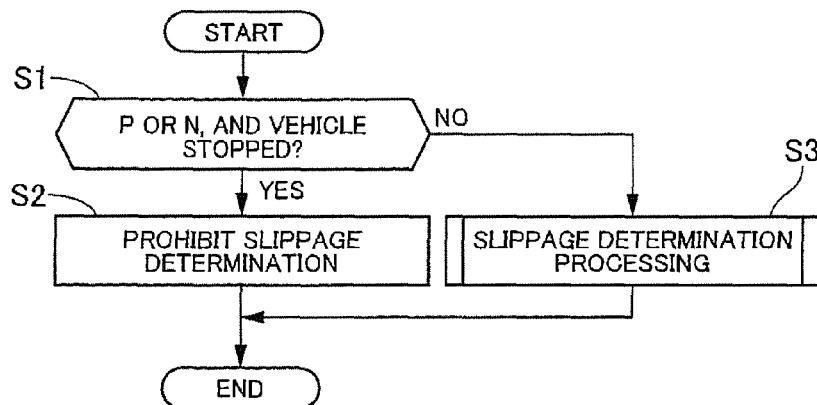 START
S1
P OR N, AND VEHICLE
STOPPED?
NO
YES
S2
PROHIBIT SLIPPAGE
DETERMINATION
S3
SLIPPAGE DETERMINATION
PROCESSING
END